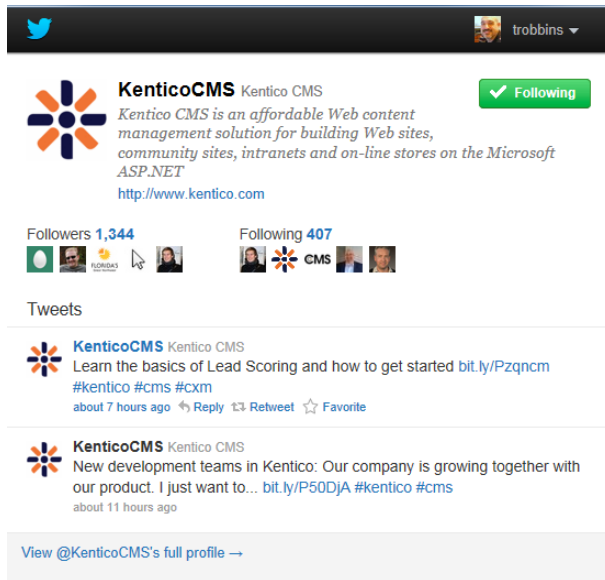 trobbins
KenticoCMS Kentico CMS
Following
Kentico CMS is an affordable Web content
management solution for building Web sites,
community sites, intranets and on-line stores on the Microsoft
ASP.NET
http://www.kentico.com
Followers 1,344
Following 407
FLORIDA'S
CMS
Tweets
KenticoCMS Kentico CMS
Learn the basics of Lead Scoring and how to get started bit.ly/Pzqncm
#kentico #cms #cxm
about 7 hours ago Reply Retweet Favorite
KenticoCMS Kentico CMS
New development teams in Kentico: Our company is growing together with
our product. I just want to... bit.ly/P50DjA #kentico #cms
about 11 hours ago
View @KenticoCMS's full profile →